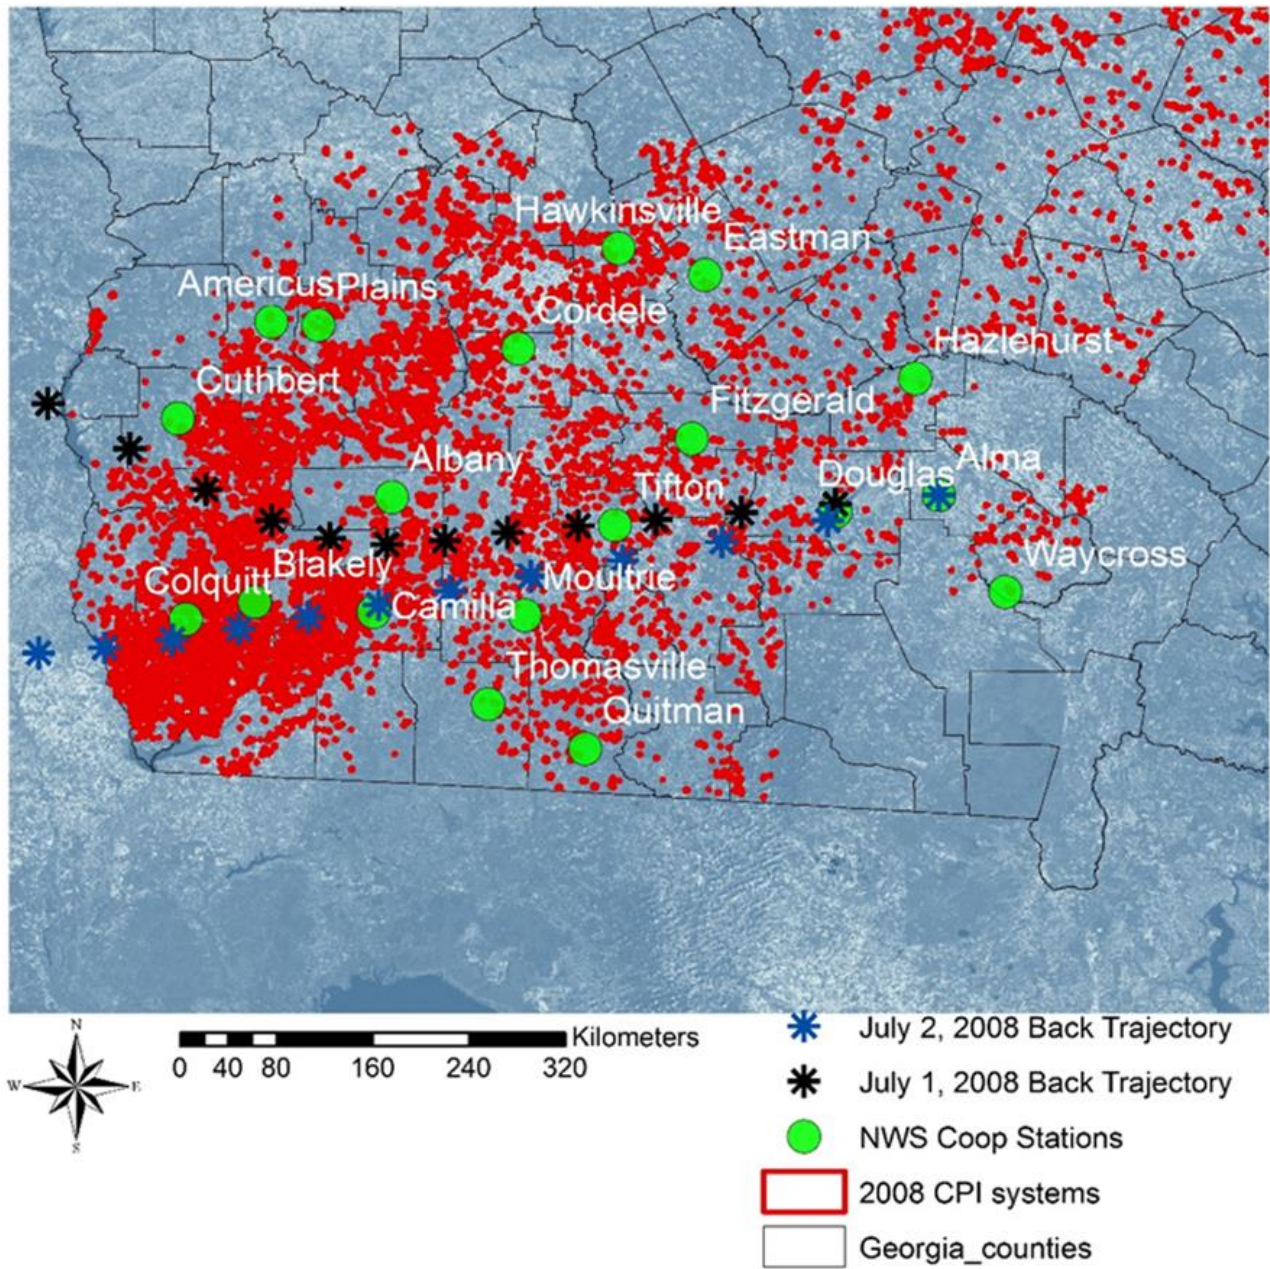 Hawkinsville
Eastman
Americus Plains
Cordele
Hazlehurst
Cuthbert
Fitzgerald
Albany
Alma
Douglas
Tifton
Waycross
Blakely
Colquitt
Moultrie
Camilla
Thomasville
Quitman
N
W E
S
Kilometers
0 40 80 160 240 320
July 2, 2008 Back Trajectory
July 1, 2008 Back Trajectory
NWS Coop Stations
2008 CPI systems
Georgia_counties